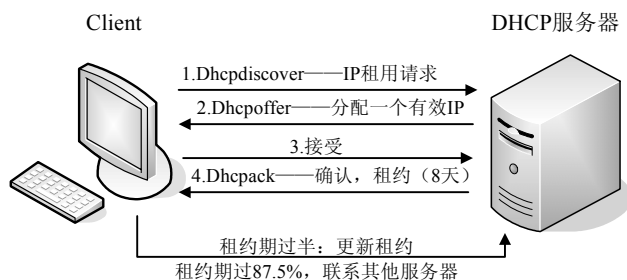 Client
DHCP服务器
1.Dhcpdiscover——IP租用请求
2.Dhcpoffer——分配一个有效IP
3.接受
4.Dhcpack——确认，租约（8天）
租约期过半：更新租约
租约期过87.5%，联系其他服务器